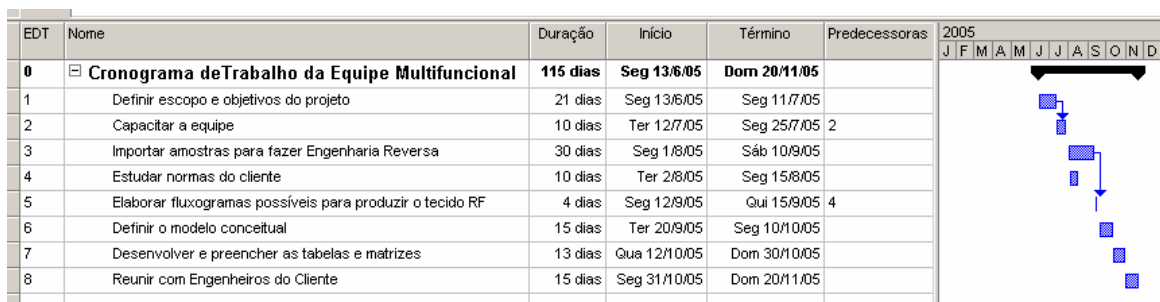 EDT Nome Duração Início Término Predecessoras 2005
J F M A M J J A S O N D
0 Cronograma deTrabalho da Equipe Multifuncional 115 dias Seg 13/6/05 Dom 20/11/05
1 Definir escopo e objetivos do projeto 21 dias Seg 13/6/05 Seg 11/7/05
2 Capacitar a equipe 10 dias Ter 12/7/05 Seg 25/7/05 2
3 Importar amostras para fazer Engenharia Reversa 30 dias Seg 1/8/05 Sáb 10/9/05
4 Estudar normas do cliente 10 dias Ter 2/8/05 Seg 15/8/05
5 Elaborar fluxogramas possíveis para produzir o tecido RF 4 dias Seg 12/9/05 Qui 15/9/05 4
6 Definir o modelo conceitual 15 dias Ter 20/9/05 Seg 10/10/05
7 Desenvolver e preencher as tabelas e matrizes 13 dias Qua 12/10/05 Dom 30/10/05
8 Reunir com Engenheiros do Cliente 15 dias Seg 31/10/05 Dom 20/11/05